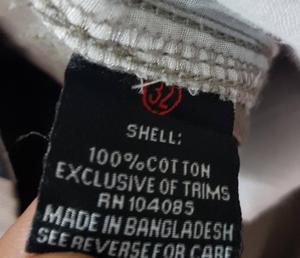 32
SHELL:
100% COTTON
EXCLUSIVE OF TRIMS
RN 104085
MADE IN BANGLADESH
SEE REVERSE FOR CARE